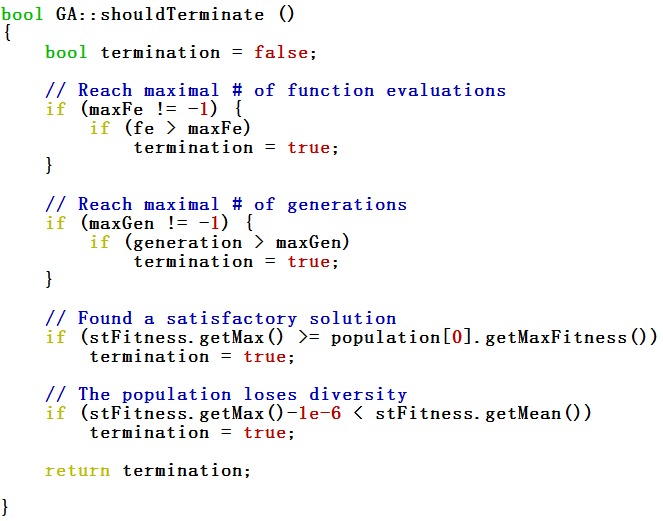 bool GA::shouldTerminate ()
{
    bool termination = false;

    // Reach maximal # of function evaluations
    if (maxFe != -1) {
        if (fe > maxFe)
            termination = true;
    }

    // Reach maximal # of generations
    if (maxGen != -1) {
        if (generation > maxGen)
            termination = true;
    }

    // Found a satisfactory solution
    if (stFitness.getMax() >= population[0].getMaxFitness())
        termination = true;

    // The population loses diversity
    if (stFitness.getMax()-1e-6 < stFitness.getMean())
        termination = true;

    return termination;

}